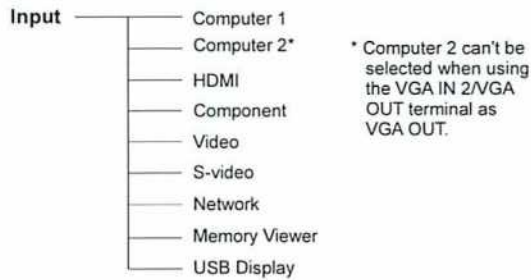 Input
Computer 1
Computer 2*
HDMI
Component
Video
S-video
Network
Memory Viewer
USB Display
* Computer 2 can't be
selected when using
the VGA IN 2/VGA
OUT terminal as
VGA OUT.